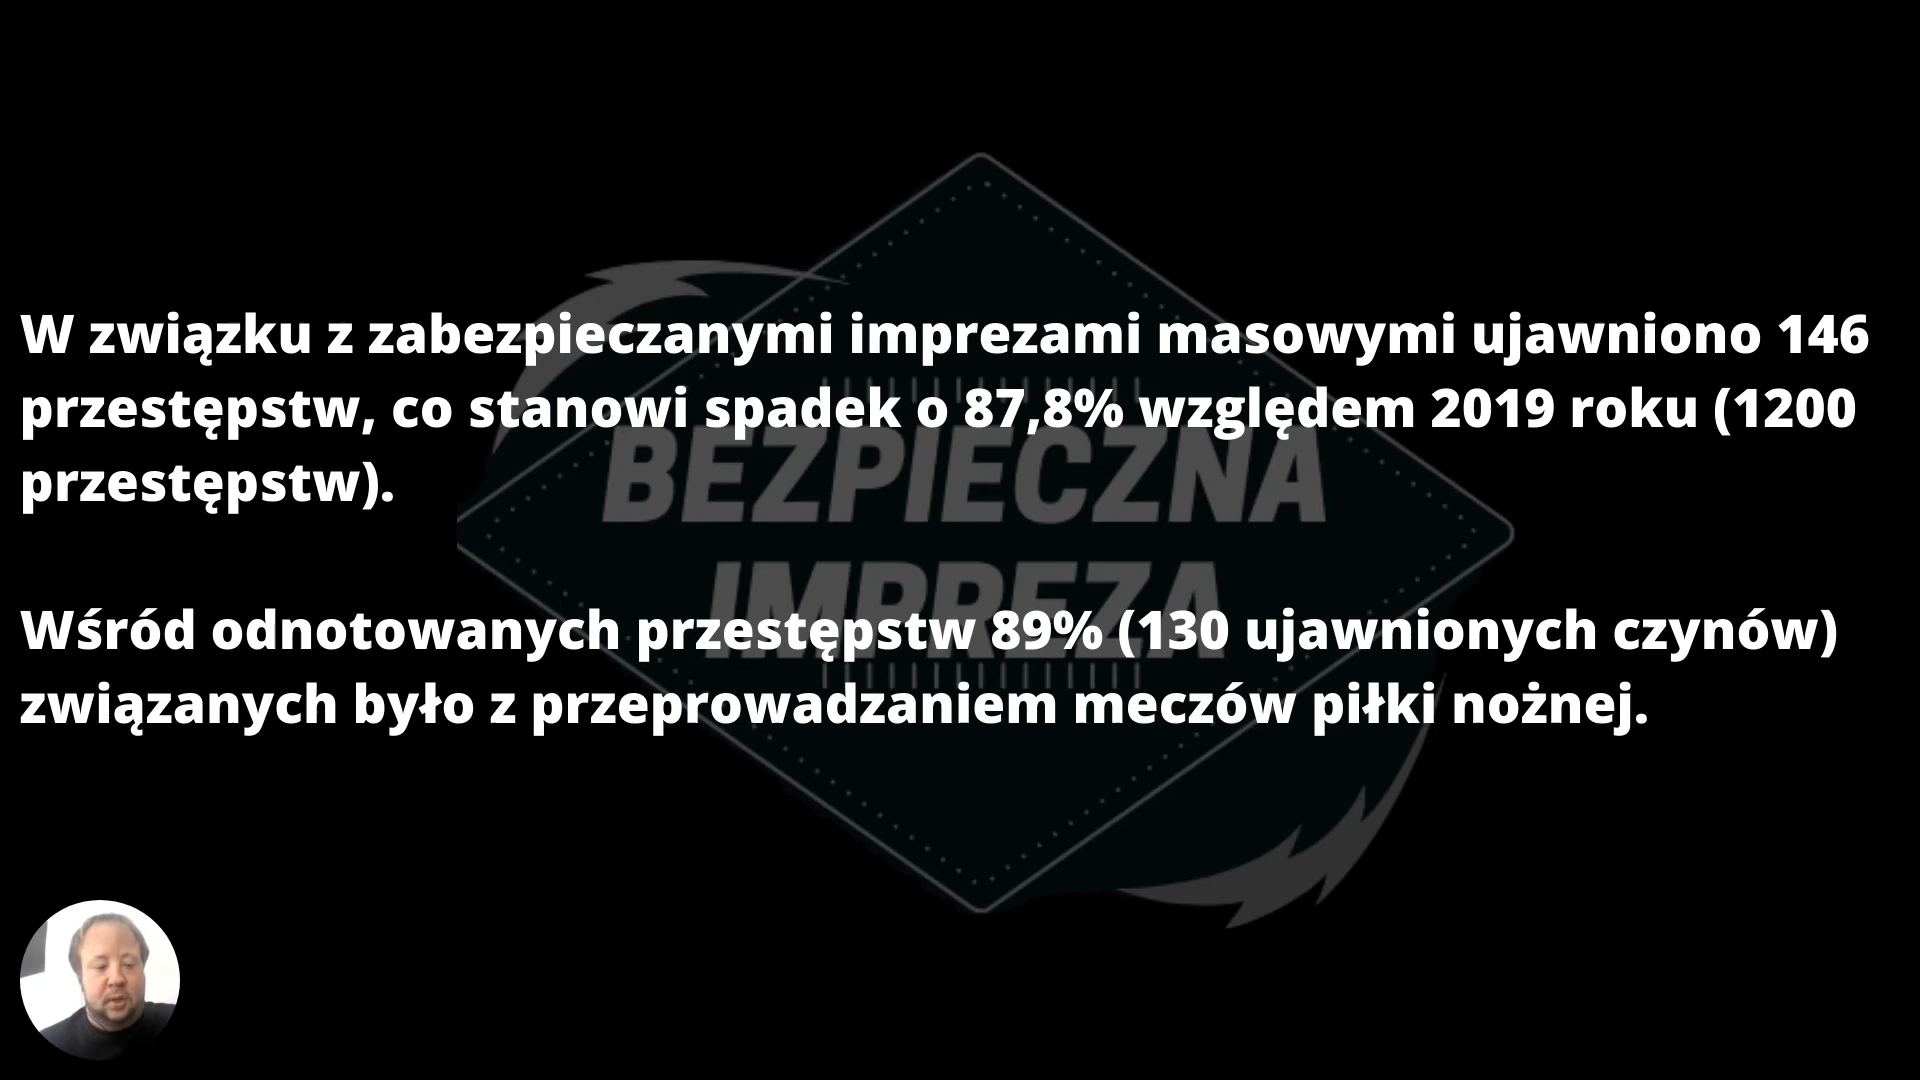 W związku z zabezpieczanymi imprezami masowymi ujawniono 146
przestępstw, co stanowi spadek o 87,8% względem 2019 roku (1200
przestępstw).
BEZPIECZNA
IMPREZA
Wśród odnotowanych przestępstw 89% (130 ujawnionych czynów)
związanych było z przeprowadzaniem meczów piłki nożnej.